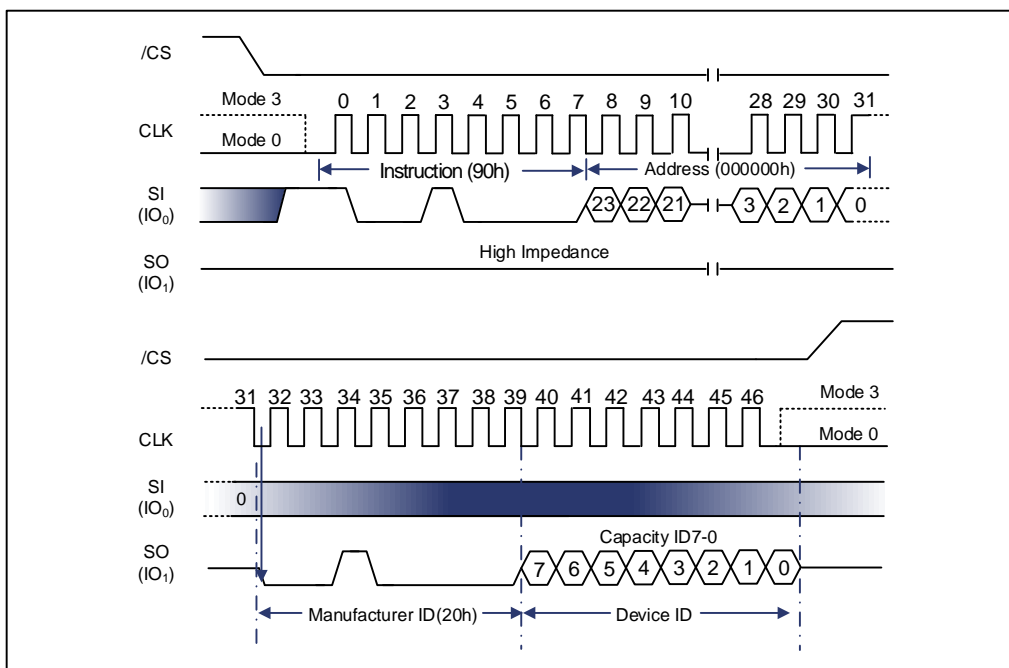 /CS
Mode 3
0 1 2 3 4 5 6 7 8 9 10 28 29 30 31
CLK
Mode 0
Instruction (90h)
Address (000000h)
SI
(IO0)
23 22 21 3 2 1 0
High Impedance
SO
(IO1)
/CS
31 32 33 34 35 36 37 38 39 40 41 42 43 44 45 46
Mode 3
CLK
Mode 0
SI
(IO0)
0
Capacity ID7-0
SO
(IO1)
7 6 5 4 3 2 1 0
Manufacturer ID(20h)
Device ID